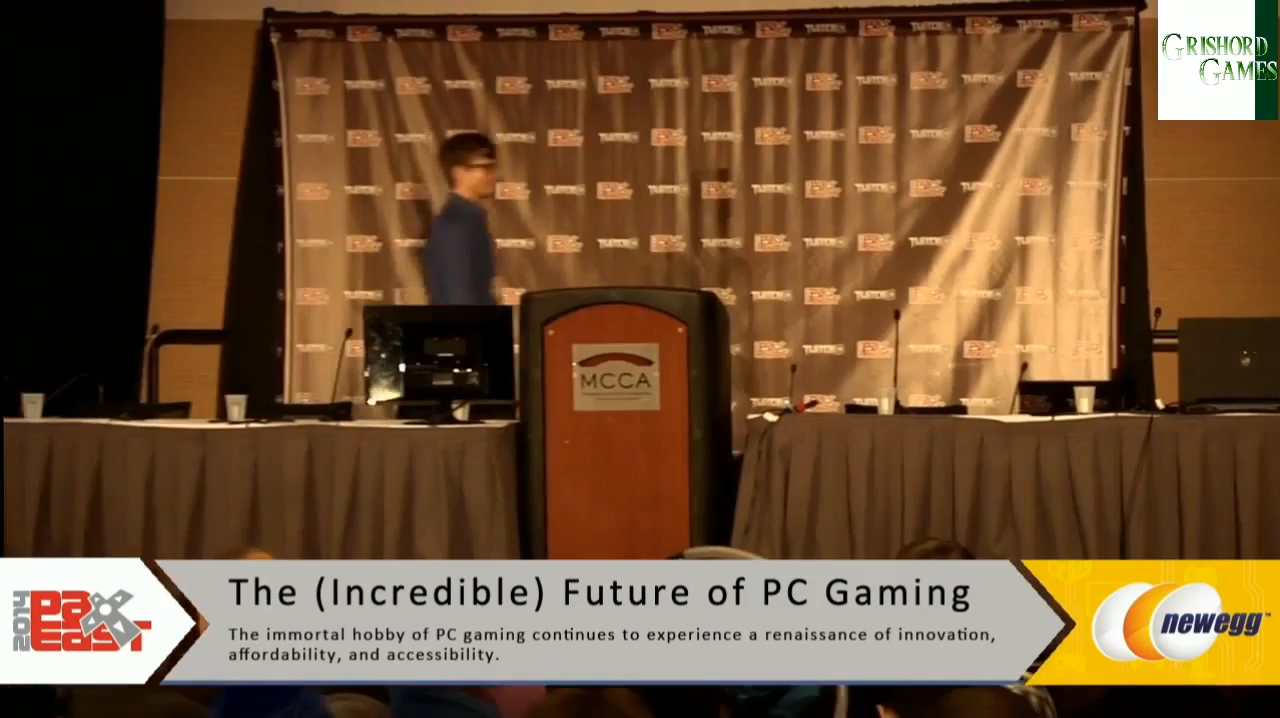 GRISHORD
GAMES
MCCA
2014
PAX
EAST
The (Incredible) Future of PC Gaming
The immortal hobby of PC gaming continues to experience a renaissance of innovation,
affordability, and accessibility.
newegg